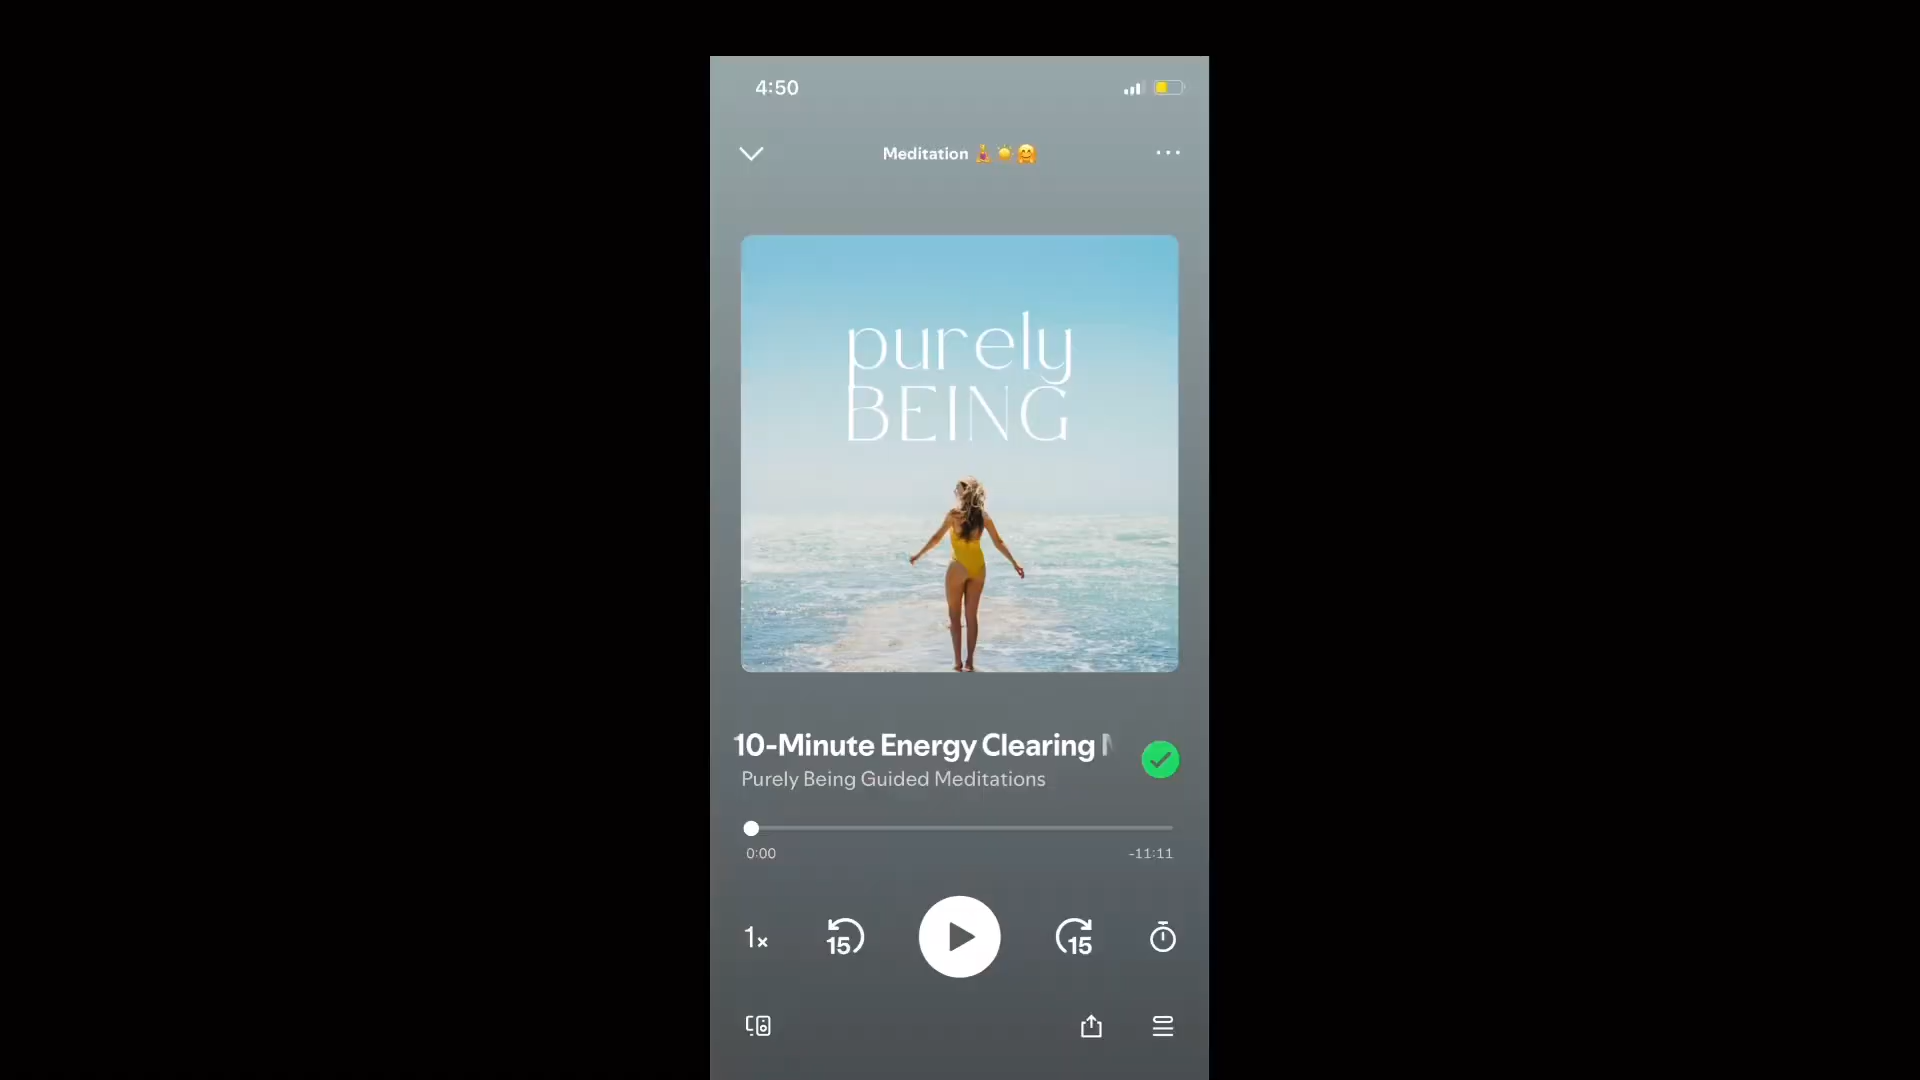 4:50
Meditation 🧘☀️🤗
purely
BEING
10-Minute Energy Clearing
Purely Being Guided Meditations
0:00
-11:11
1x
15
15